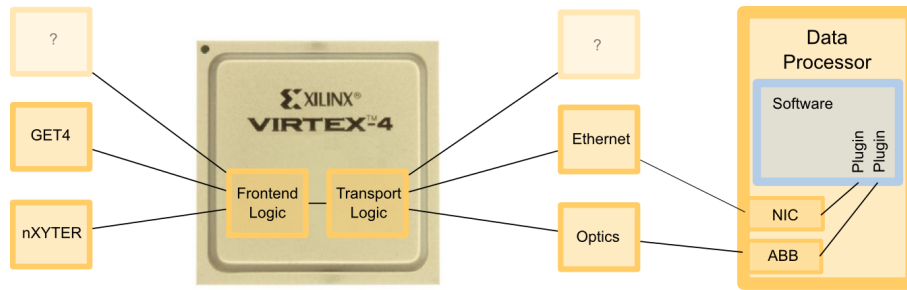 ?
GET4
nXYTER
XILINX®
VIRTEX™-4
Frontend
Logic
Transport
Logic
?
Ethernet
Optics
Data
Processor
Software
Plugin
Plugin
NIC
ABB